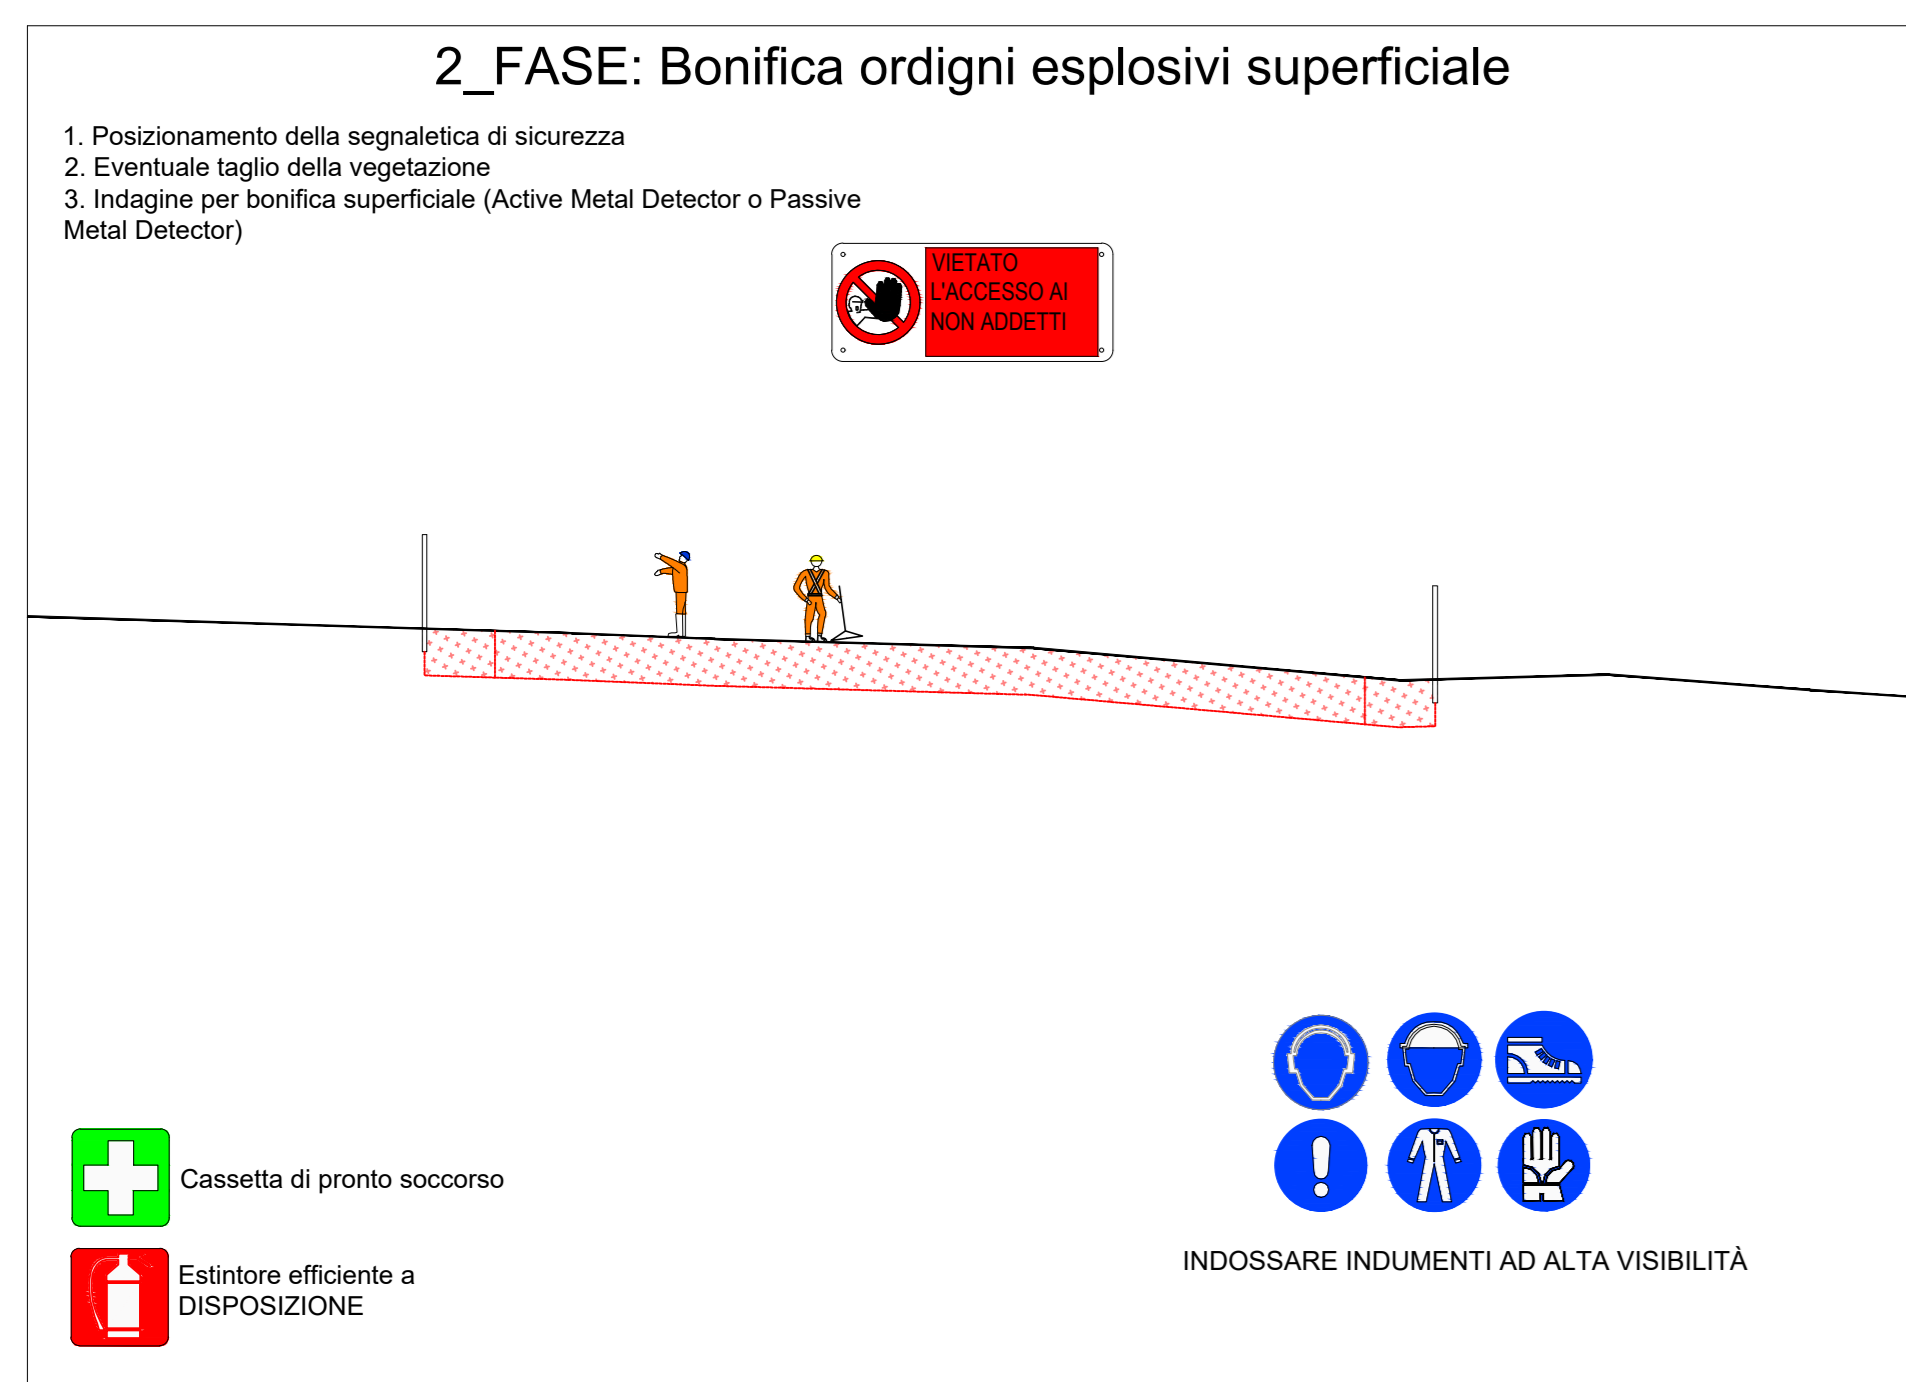 2_FASE: Bonifica ordigni esplosivi superficiale
1. Posizionamento della segnaletica di sicurezza
2. Eventuale taglio della vegetazione
3. Indagine per bonifica superficiale (Active Metal Detector o Passive
Metal Detector)
VIETATO
L'ACCESSO AI
NON ADDETTI
Cassetta di pronto soccorso
Estintore efficiente a
DISPOSIZIONE
INDOSSARE INDUMENTI AD ALTA VISIBILITÀ